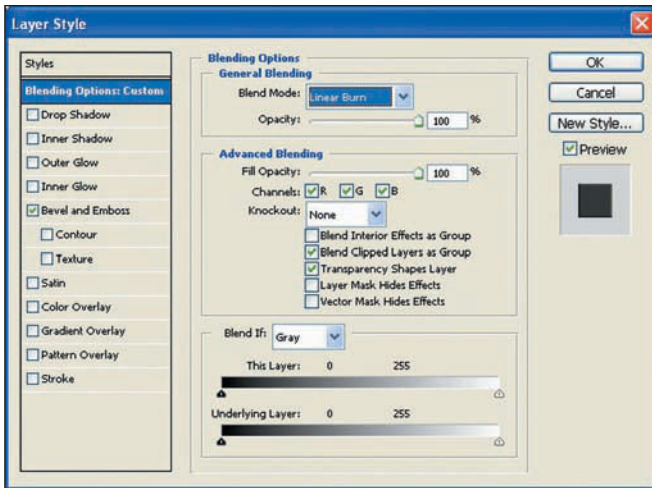 Layer Style
Styles
Blending Options: Custom
Drop Shadow
Inner Shadow
Outer Glow
Inner Glow
Bevel and Emboss
Contour
Texture
Satin
Color Overlay
Gradient Overlay
Pattern Overlay
Stroke
Blending Options
General Blending
Blend Mode: Linear Burn
Opacity: 100 %
Advanced Blending
Fill Opacity: 100 %
Channels: R G B
Knockout: None
Blend Interior Effects as Group
Blend Clipped Layers as Group
Transparency Shapes Layer
Layer Mask Hides Effects
Vector Mask Hides Effects
Blend If: Gray
This Layer: 0 255
Underlying Layer: 0 255
OK
Cancel
New Style...
Preview